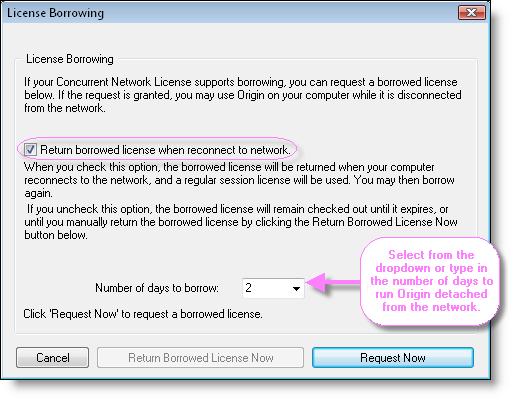 License Borrowing
License Borrowing
If your Concurrent Network License supports borrowing, you can request a borrowed license
below. If the request is granted, you may use Origin on your computer while it is disconnected
from the network.
Return borrowed license when reconnect to network.
When you check this option, the borrowed license will be returned when your computer
reconnects to the network, and a regular session license will be used. You may then borrow
again.
If you uncheck this option, the borrowed license will remain checked out until it expires, or
until you manually return the borrowed license by clicking the Return Borrowed License Now
button below.
Number of days to borrow: 2
Select from the
dropdown or type in
the number of days to
run Origin detached
from the network.
Click 'Request Now' to request a borrowed license.
Cancel Return Borrowed License Now Request Now